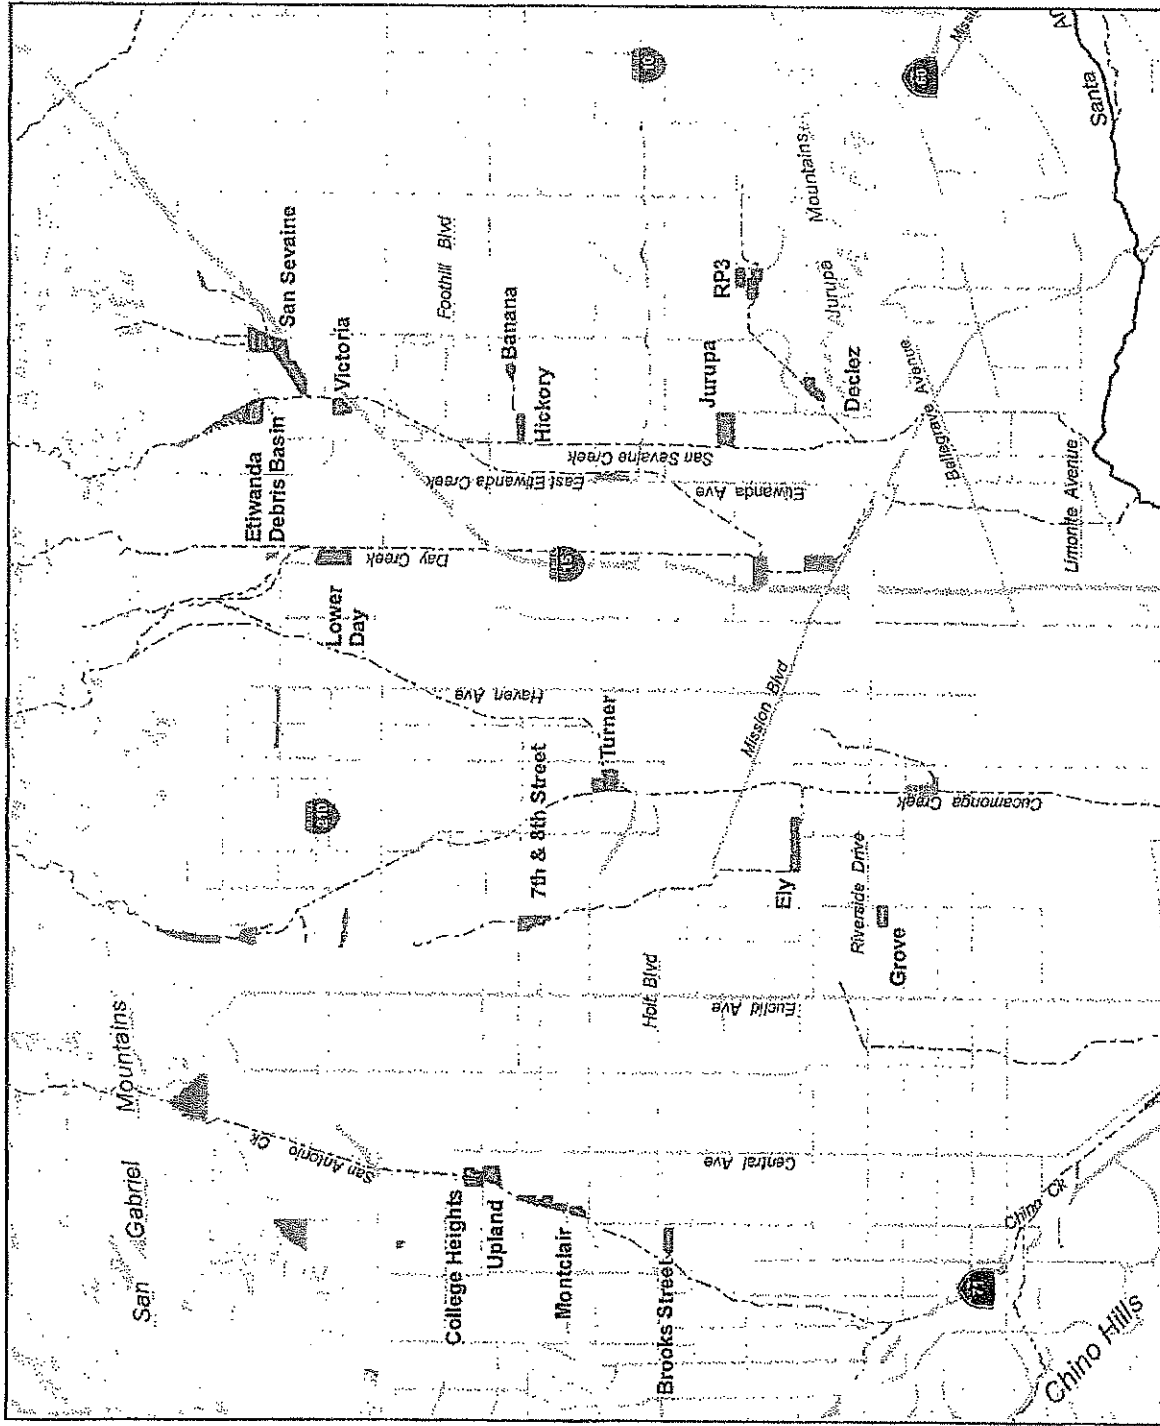 San Gabriel Mountains
San Antonio
Ck
College Heights
Upland
Montclair
Brooks Street
Central Ave
Chino Ck
71
Chino Hills
Euclid Ave
Holt Blvd
7th & 8th Street
Grove
Riverside Drive
Ely
Cucamonga
Creek
Turner
210
Haven Ave
Mission Blvd
Lower
Day
Day Creek
15
Etiwanda
Debris Basin
East Etiwanda Creek
Etiwanda Ave
San Sevaine Creek
Victoria
San Sevaine
Foothill Blvd
Hickory
Banana
Jurupa
RP3
Declez
Jurupa Mountains
Bellegrave Avenue
Limonite Avenue
10
60
Missi
Santa